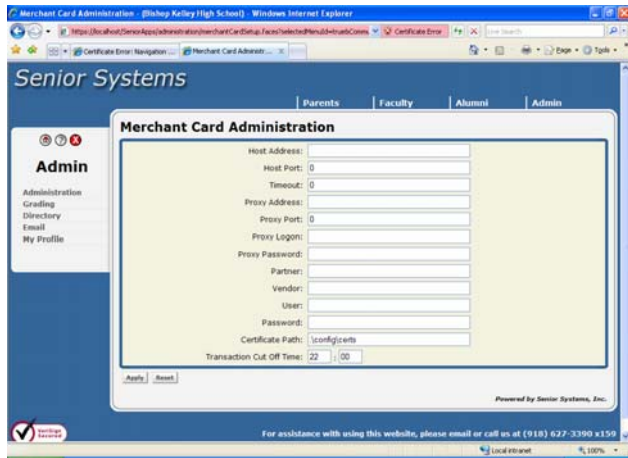 Merchant Card Administration - (Bishop Kelley High School) - Windows Internet Explorer
Certificate Error
Live Search
Certificate Error: Navigation ...
Merchant Card Administr...
Page
Tools
Senior Systems
Parents
Faculty
Alumni
Admin
Merchant Card Administration
Admin
Administration
Grading
Directory
Email
My Profile
Host Address:
Host Port: 0
Timeout: 0
Proxy Address:
Proxy Port: 0
Proxy Logon:
Proxy Password:
Partner:
Vendor:
User:
Password:
Certificate Path: .\config\certs
Transaction Cut Off Time: 22 : 00
Apply Reset
Powered by Senior Systems, Inc.
VeriSign
Secured
For assistance with using this website, please email or call us at (918) 627-3390 x159
Local intranet
100%